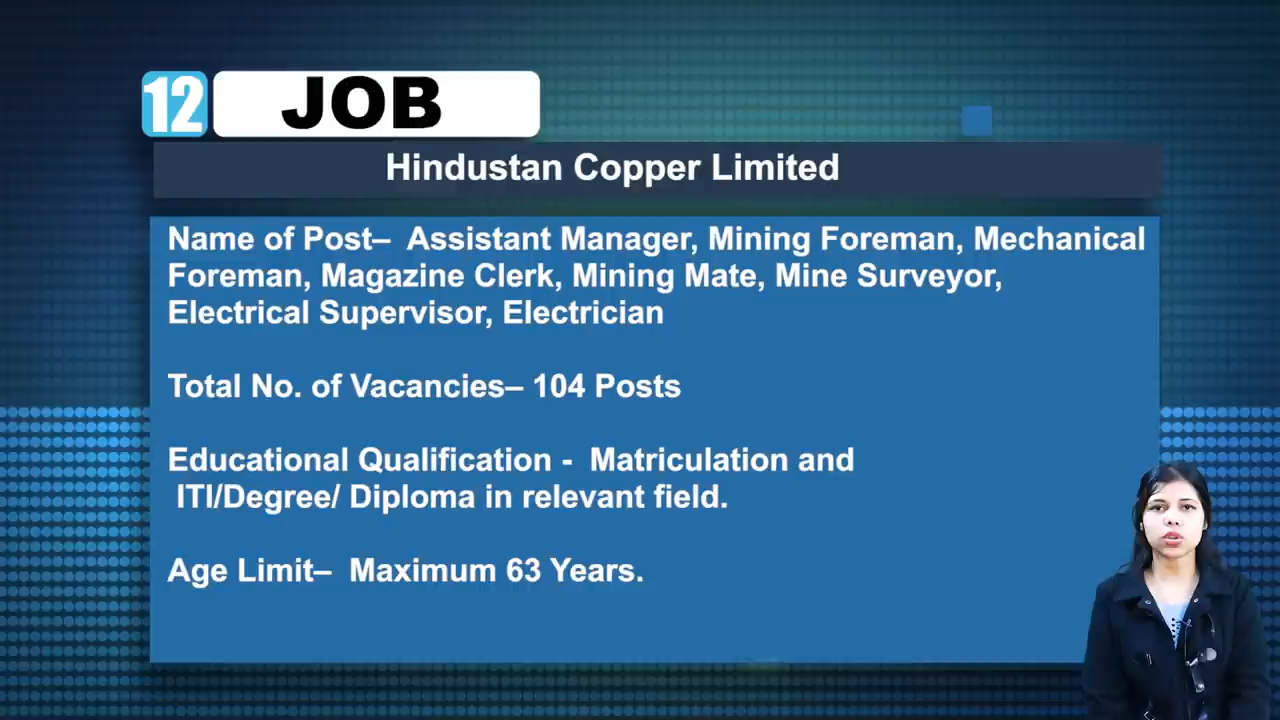 12 JOB
Hindustan Copper Limited
Name of Post– Assistant Manager, Mining Foreman, Mechanical
Foreman, Magazine Clerk, Mining Mate, Mine Surveyor,
Electrical Supervisor, Electrician
Total No. of Vacancies– 104 Posts
Educational Qualification - Matriculation and
ITI/Degree/ Diploma in relevant field.
Age Limit– Maximum 63 Years.